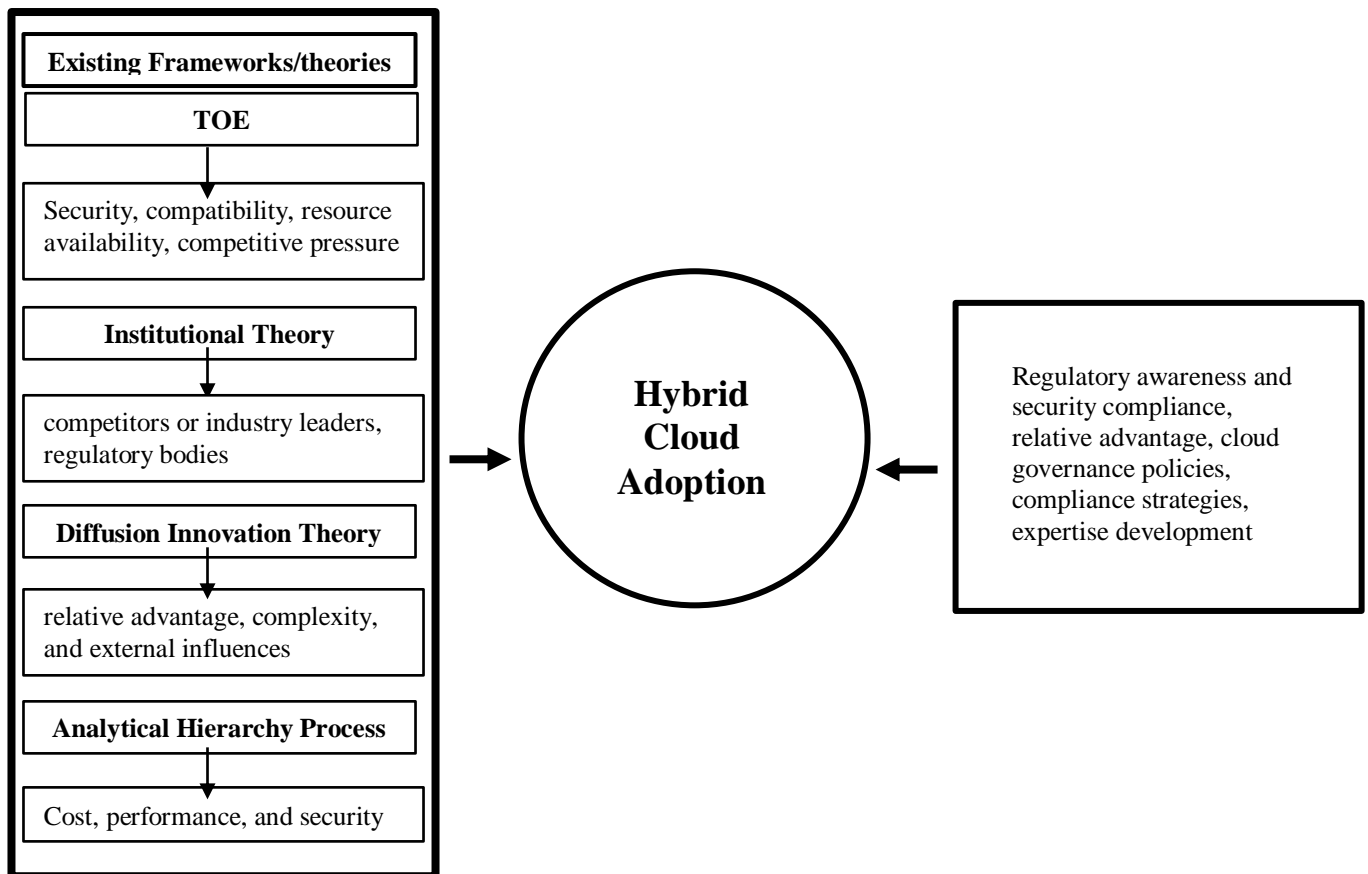 Existing Frameworks/theories
TOE
Security, compatibility, resource
availability, competitive pressure
Institutional Theory
competitors or industry leaders,
regulatory bodies
Diffusion Innovation Theory
relative advantage, complexity,
and external influences
Analytical Hierarchy Process
Cost, performance, and security
Hybrid
Cloud
Adoption
Regulatory awareness and
security compliance,
relative advantage, cloud
governance policies,
compliance strategies,
expertise development